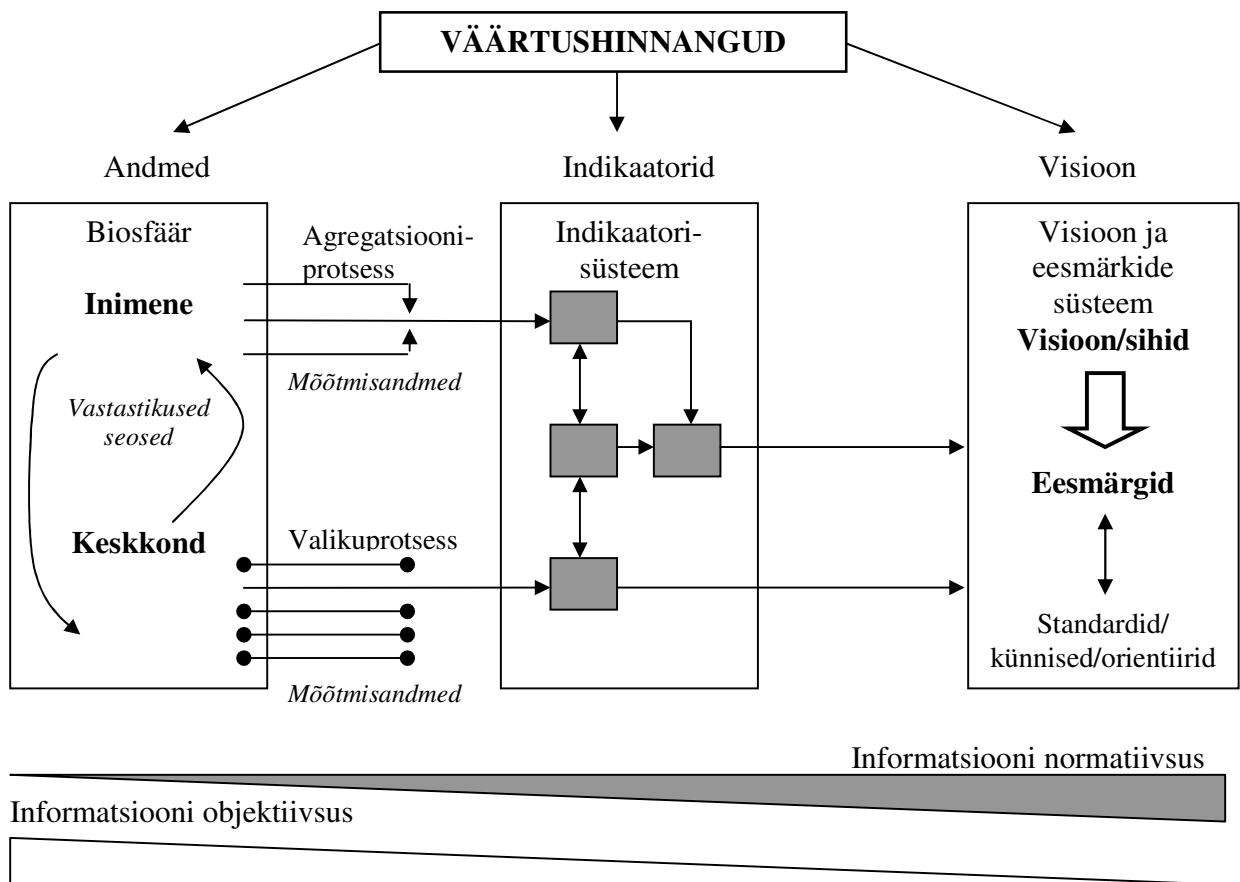 VÄÄRTUSHINNANGUD
Andmed
Indikaatorid
Visioon
Biosfäär
Inimene
Vastastikused
seosed
Keskkond
Agregatsiooni-
protsess
Mõõtmisandmed
Valikuprotsess
Mõõtmisandmed
Indikaatori-
süsteem
Visioon ja
eesmärkide
süsteem
Visioon/sihid
Eesmärgid
Standardid/
künnised/orientiirid
Informatsiooni normatiivsus
Informatsiooni objektiivsus